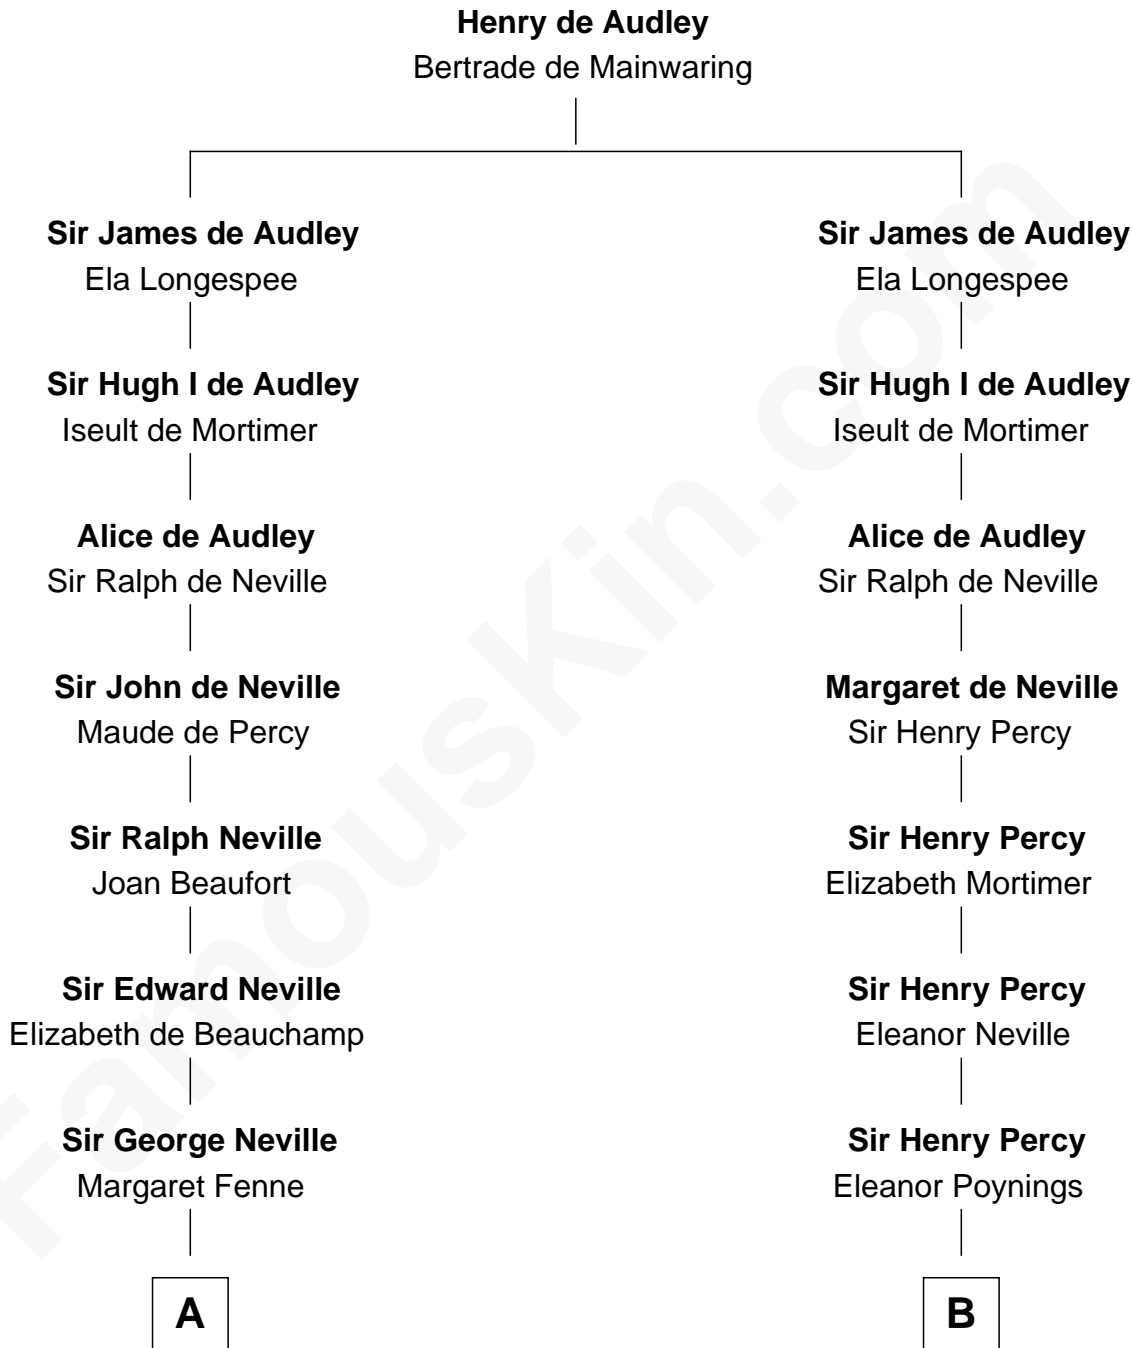 Henry de Audley
Bertrade de Mainwaring
Sir James de Audley
Ela Longespee
Sir James de Audley
Ela Longespee
Sir Hugh I de Audley
Iseult de Mortimer
Sir Hugh I de Audley
Iseult de Mortimer
Alice de Audley
Sir Ralph de Neville
Alice de Audley
Sir Ralph de Neville
Sir John de Neville
Maude de Percy
Margaret de Neville
Sir Henry Percy
Sir Ralph Neville
Joan Beaufort
Sir Henry Percy
Elizabeth Mortimer
Sir Edward Neville
Elizabeth de Beauchamp
Sir Henry Percy
Eleanor Neville
Sir George Neville
Margaret Fenne
Sir Henry Percy
Eleanor Poynings
A
B
FamousKin.com